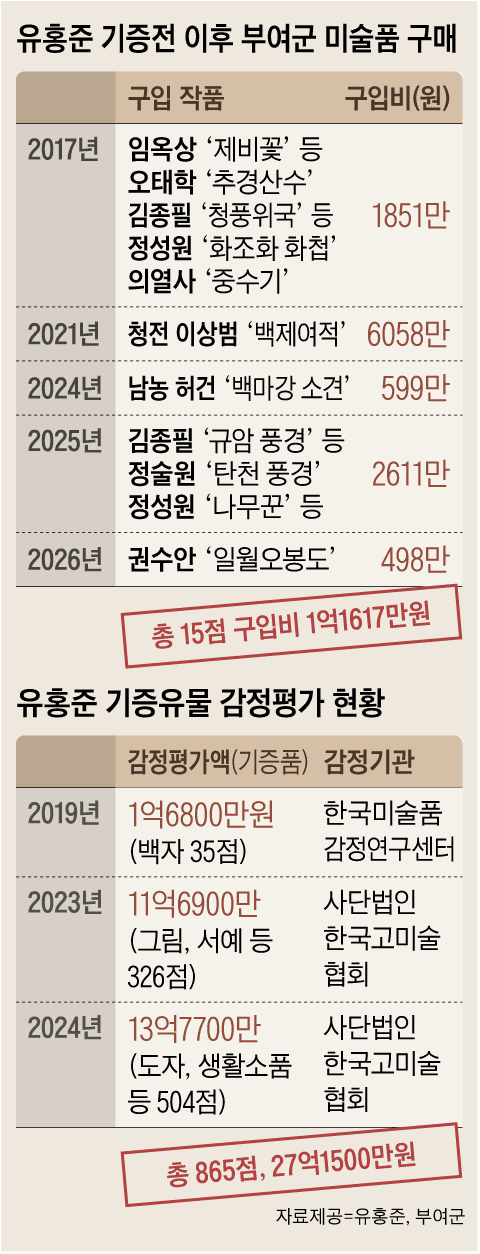 유홍준 기증전 이후 부여군 미술품 구매
구입 작품 구입비(원)
2017년 임옥상 ‘제비꽃’ 등
오태학 ‘추경산수’
김종필 ‘청풍위국’ 등 1851만
정성원 ‘화조화 화첩’
의열사 ‘중수기’
2021년 청전 이상범 ‘백제여적’ 6058만
2024년 남농 허건 ‘백마강 소견’ 599만
2025년 김종필 ‘규암 풍경’ 등
정술원 ‘탄천 풍경’ 2611만
정성원 ‘나무꾼’ 등
2026년 권수안 ‘일월오봉도’ 498만
총 15점 구입비 1억1617만원
유홍준 기증유물 감정평가 현황
감정평가액(기증품) 감정기관
2019년 1억6800만원 한국미술품
(백자 35점) 감정연구센터
2023년 11억6900만 사단법인
(그림, 서예 등 한국고미술
326점) 협회
2024년 13억7700만 사단법인
(도자, 생활소품 한국고미술
등 504점) 협회
총 865점, 27억1500만원
자료제공=유홍준, 부여군